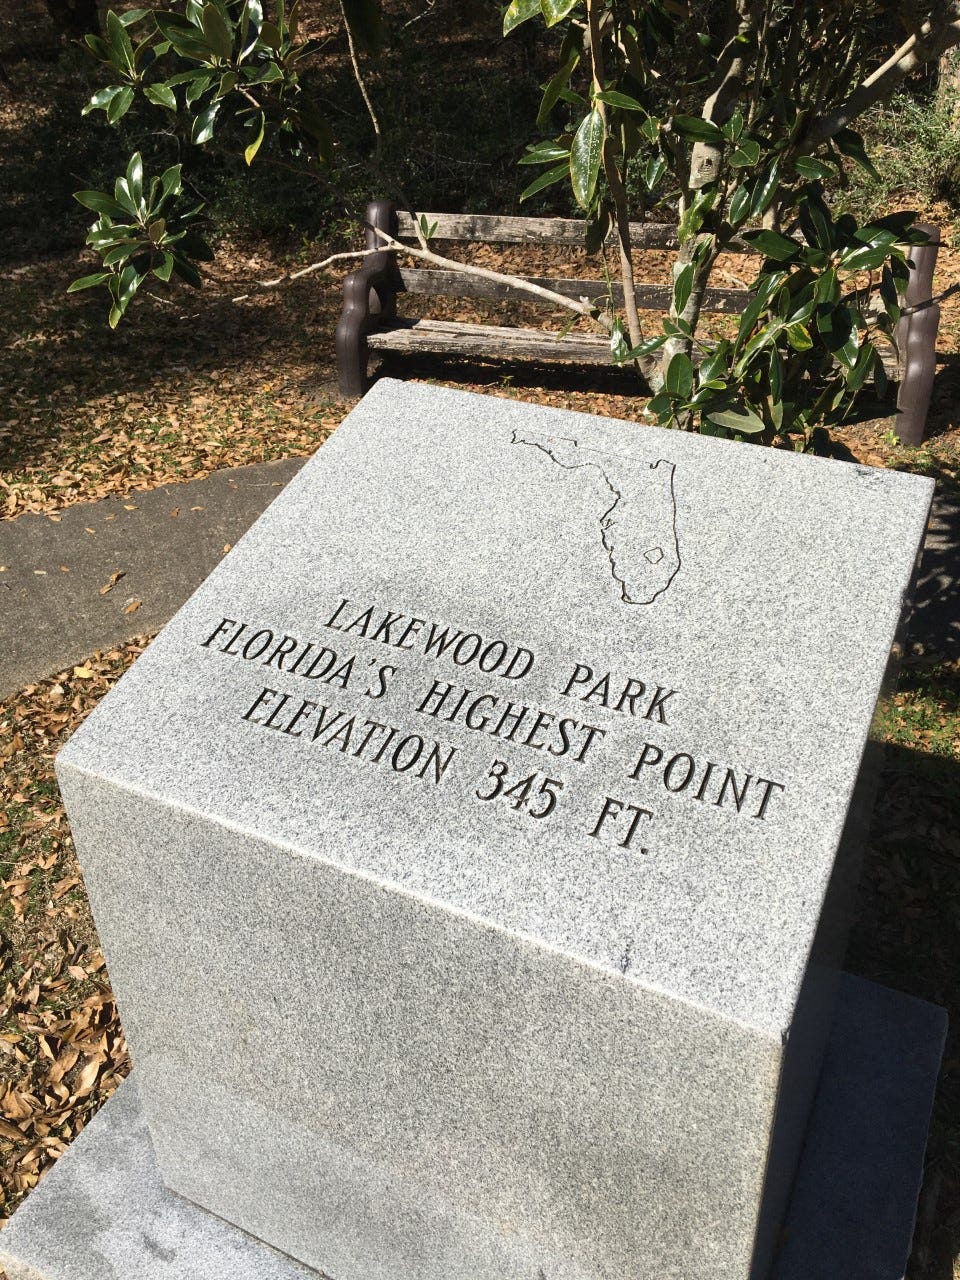 LAKEWOOD PARK
FLORIDA'S HIGHEST POINT
ELEVATION 345 FT.